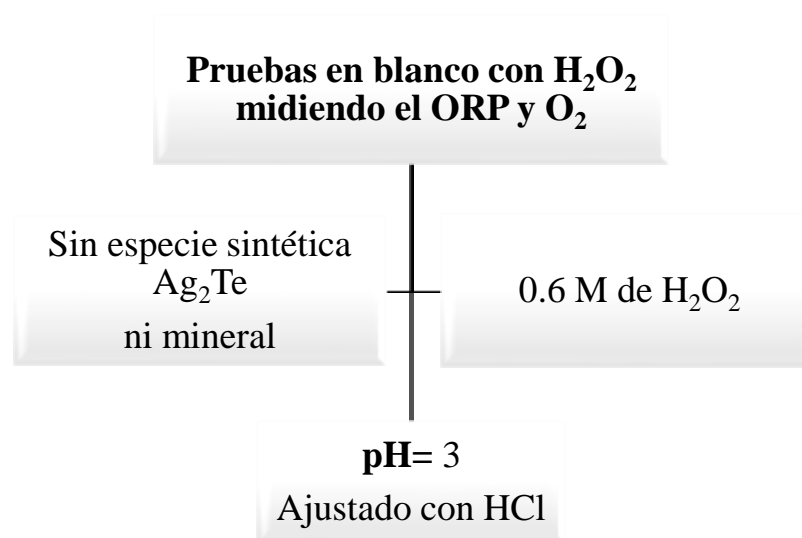 Pruebas en blanco con H₂O₂
midiendo el ORP y O₂
Sin especie sintética
Ag₂Te
ni mineral
0.6 M de H₂O₂
pH= 3
Ajustado con HCl